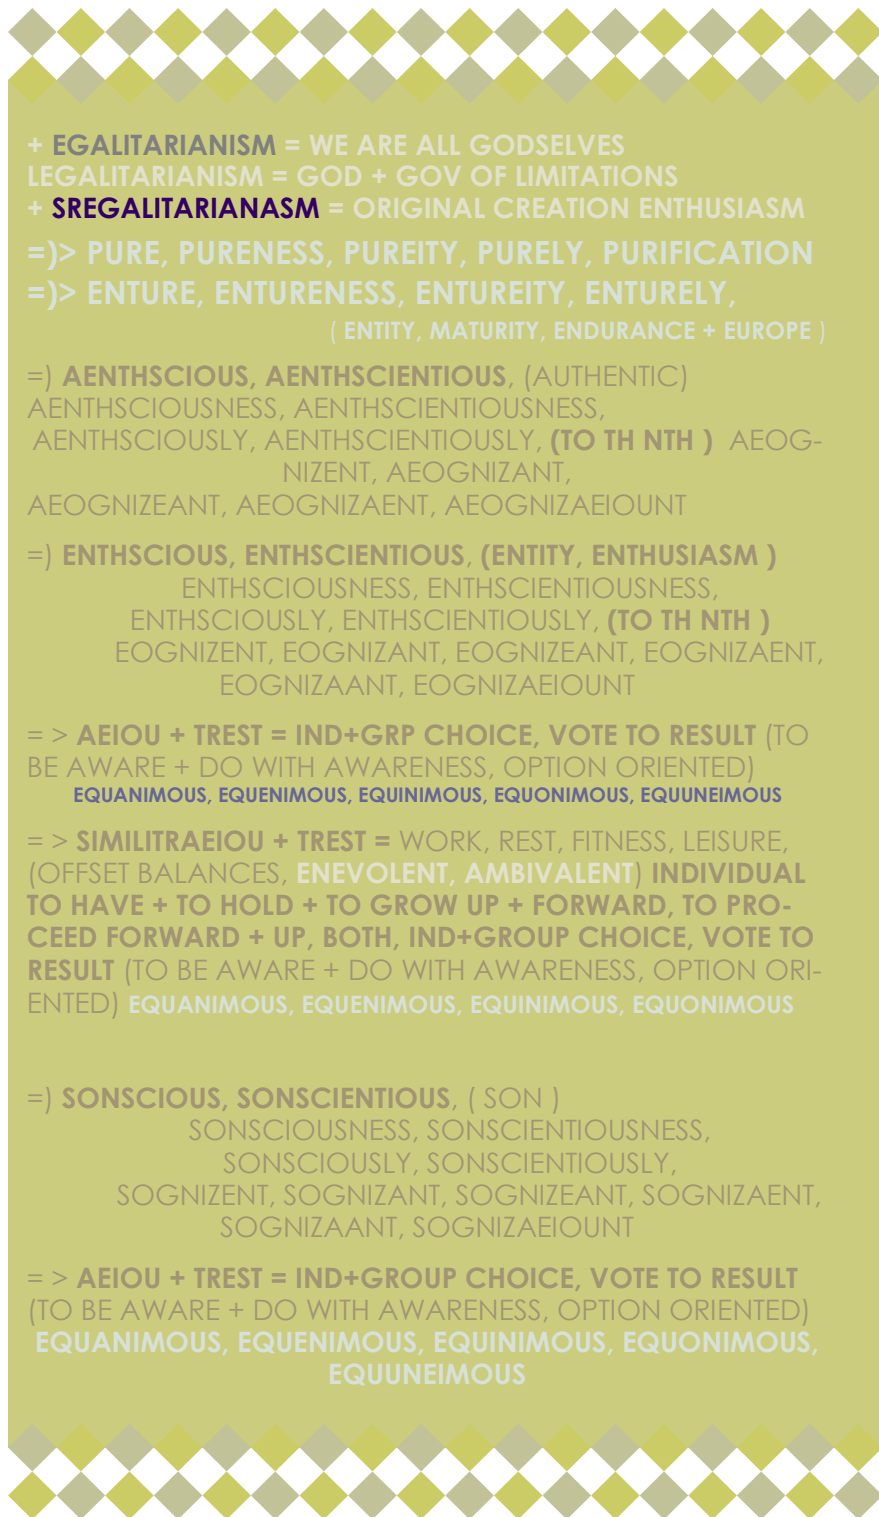 + EGALITARIANISM = WE ARE ALL GODSELVES
LEGALITARIANISM = GOD + GOV OF LIMITATIONS
+ SREGALITARIANASM = ORIGINAL CREATION ENTHUSIASM
=)> PURE, PURENESS, PUREITY, PURELY, PURIFICATION
=)> ENTURE, ENTURENESS, ENTUREITY, ENTURELY,
( ENTITY, MATURITY, ENDURANCE + EUROPE )
=) AENTHSCIOUS, AENTHSCIENTIOUS, (AUTHENTIC)
AENTHSCIOUSNESS, AENTHSCIENTIOUSNESS,
AENTHSCIOUSLY, AENTHSCIENTIOUSLY, (TO TH NTH ) AEOG-
NIZENT, AEOGNIZANT,
AEOGNIZEANT, AEOGNIZAENT, AEOGNIZAEIOUNT
=) ENTHSCIOUS, ENTHSCIENTIOUS, (ENTITY, ENTHUSIASM )
ENTHSCIOUSNESS, ENTHSCIENTIOUSNESS,
ENTHSCIOUSLY, ENTHSCIENTIOUSLY, (TO TH NTH )
EOGNIZENT, EOGNIZANT, EOGNIZEANT, EOGNIZAENT,
EOGNIZAANT, EOGNIZAEIOUNT
= > AEIOU + TREST = IND+GRP CHOICE, VOTE TO RESULT (TO
BE AWARE + DO WITH AWARENESS, OPTION ORIENTED)
EQUANIMOUS, EQUENIMOUS, EQUINIMOUS, EQUONIMOUS, EQUUNEIMOUS
= > SIMILITRAEIOU + TREST = WORK, REST, FITNESS, LEISURE,
(OFFSET BALANCES, ENEVOLENT, AMBIVALENT) INDIVIDUAL
TO HAVE + TO HOLD + TO GROW UP + FORWARD, TO PRO-
CEED FORWARD + UP, BOTH, IND+GROUP CHOICE, VOTE TO
RESULT (TO BE AWARE + DO WITH AWARENESS, OPTION ORI-
ENTED) EQUANIMOUS, EQUENIMOUS, EQUINIMOUS, EQUONIMOUS
=) SONSCIOUS, SONSCIENTIOUS, ( SON )
SONSCIOUSNESS, SONSCIENTIOUSNESS,
SONSCIOUSLY, SONSCIENTIOUSLY,
SOGNIZENT, SOGNIZANT, SOGNIZEANT, SOGNIZAENT,
SOGNIZAANT, SOGNIZAEIOUNT
= > AEIOU + TREST = IND+GROUP CHOICE, VOTE TO RESULT
(TO BE AWARE + DO WITH AWARENESS, OPTION ORIENTED)
EQUANIMOUS, EQUENIMOUS, EQUINIMOUS, EQUONIMOUS,
EQUUNEIMOUS